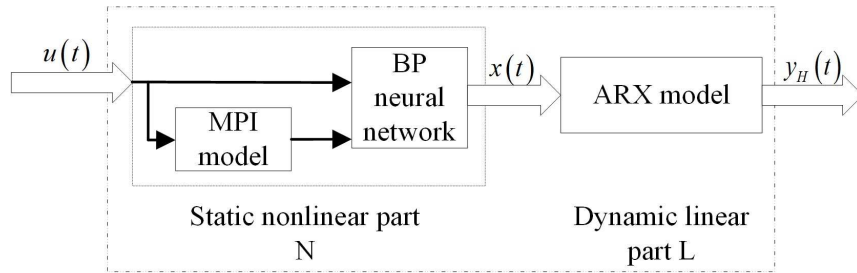 u(t)
BP
neural
network
MPI
model
x(t)
ARX model
y_H(t)
Static nonlinear part
N
Dynamic linear
part L